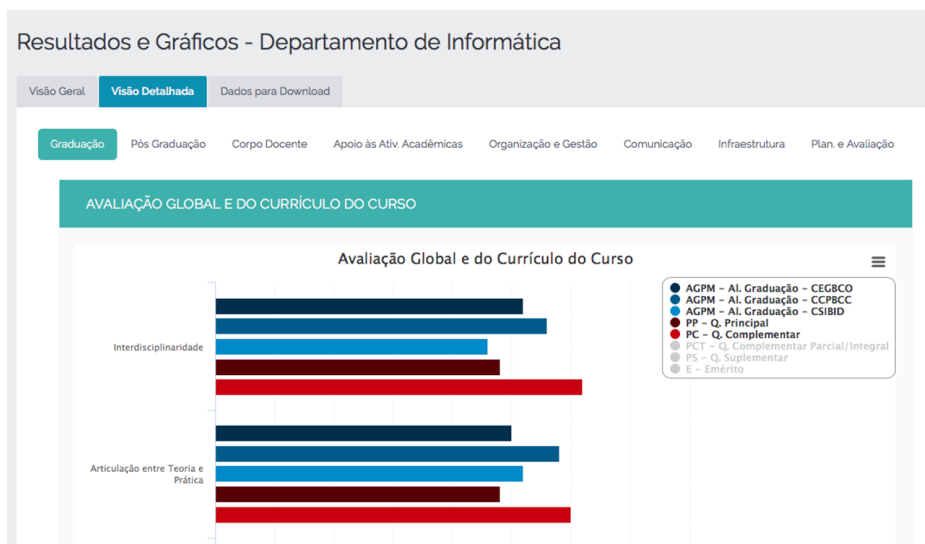 Resultados e Gráficos - Departamento de Informática
Visão Geral Visão Detalhada Dados para Download
Graduação Pós Graduação Corpo Docente Apoio às Ativ. Acadêmicas Organização e Gestão Comunicação Infraestrutura Plan. e Avaliação
AVALIAÇÃO GLOBAL E DO CURRÍCULO DO CURSO
Avaliação Global e do Currículo do Curso
AGPM - Al. Graduação - CEGBCO
AGPM - Al. Graduação - CCPBCC
AGPM - Al. Graduação - CSIBID
PP - Q. Principal
PC - Q. Complementar
PCT - Q. Complementar Parcial/Integral
PS - Q. Suplementar
E - Emérito
Interdisciplinaridade
Articulação entre Teoria e
Prática